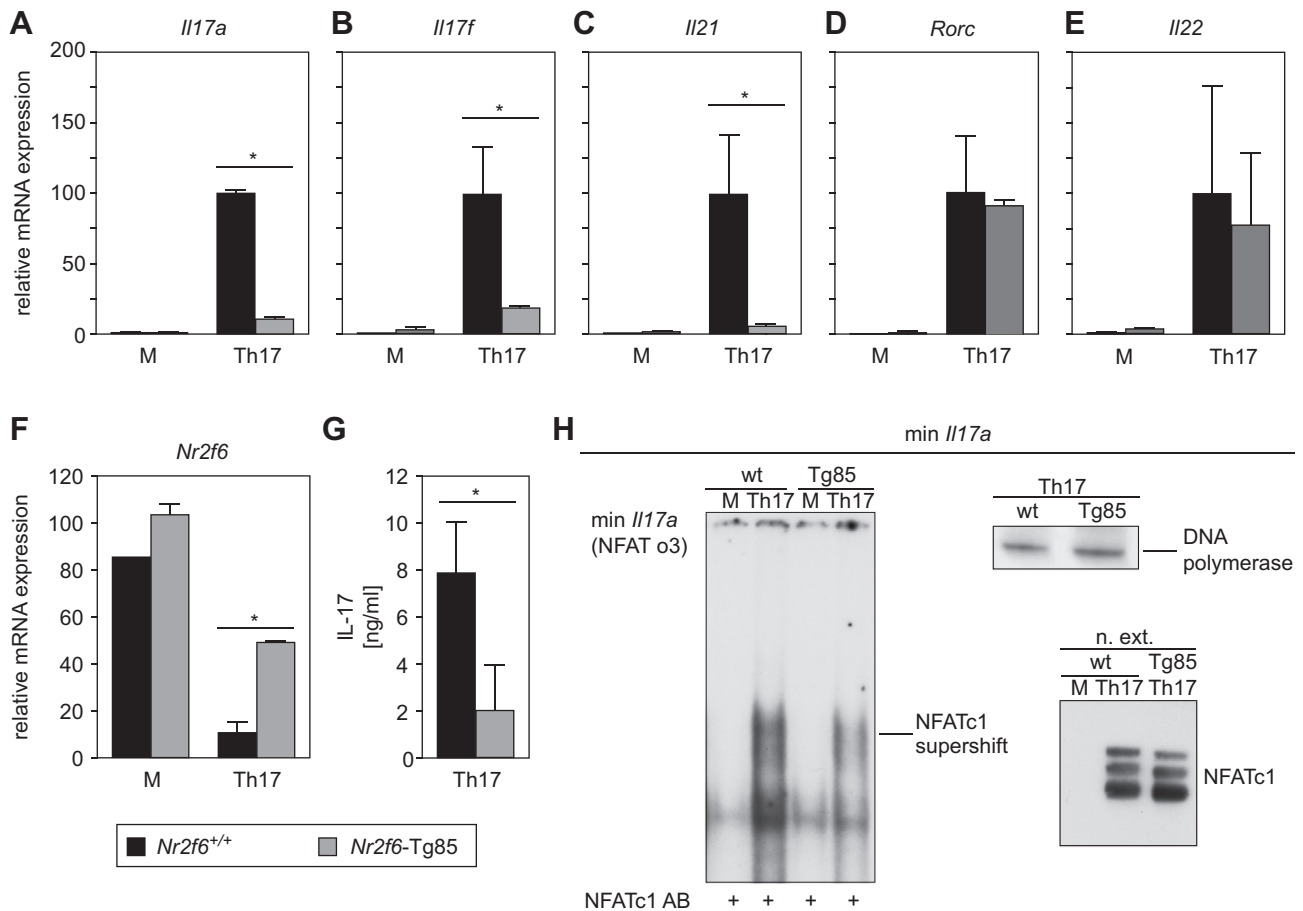 A
Il17a
B
Il17f
C
Il21
D
Rorc
E
Il22
relative mRNA expression
200
150
100
50
0
*
*
*
M Th17
M Th17
M Th17
M Th17
M Th17
F
Nr2f6
relative mRNA expression
120
100
80
60
40
20
0
*
M Th17
G
IL-17
[ng/ml]
12
10
8
6
4
2
0
*
Th17
Nr2f6+/+ Nr2f6-Tg85
H
min Il17a
wt Tg85
M Th17 M Th17
min Il17a
(NFAT o3)
NFATc1
supershift
NFATc1 AB + + + +
Th17
wt Tg85
DNA
polymerase
n. ext.
wt Tg85
M Th17 Th17
NFATc1